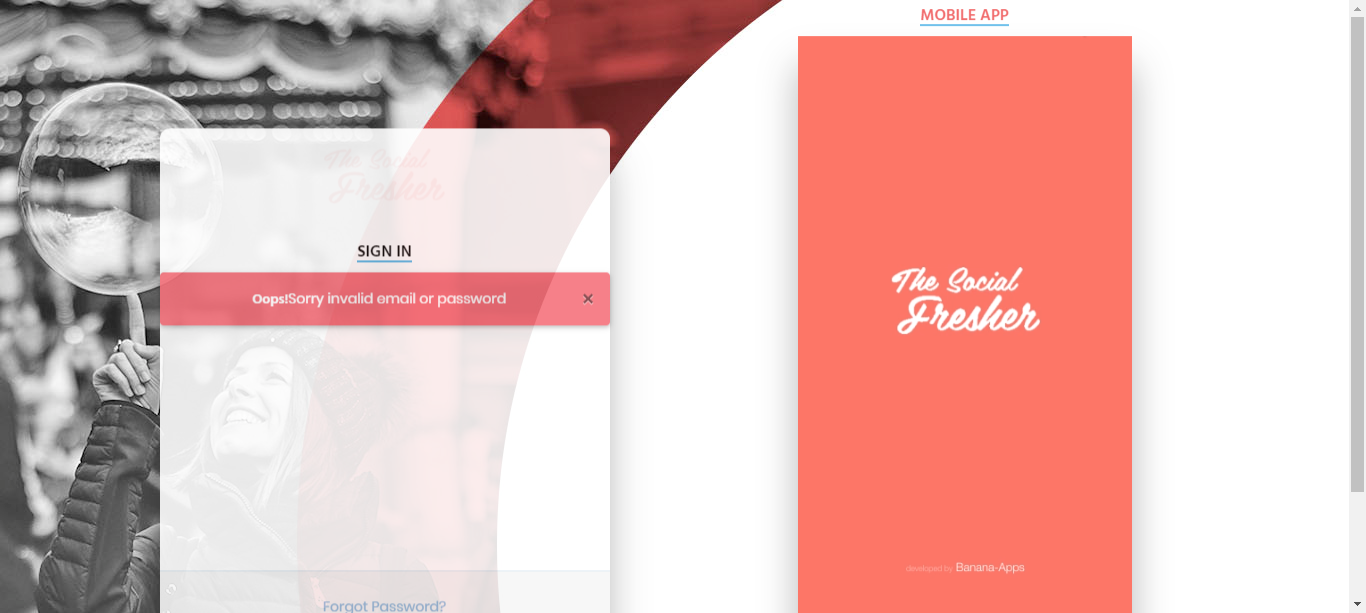 MOBILE APP
The Social
Fresher
SIGN IN
Oops!Sorry invalid email or password ×
The Social
Fresher
developed by Banana-Apps
Forgot Password?